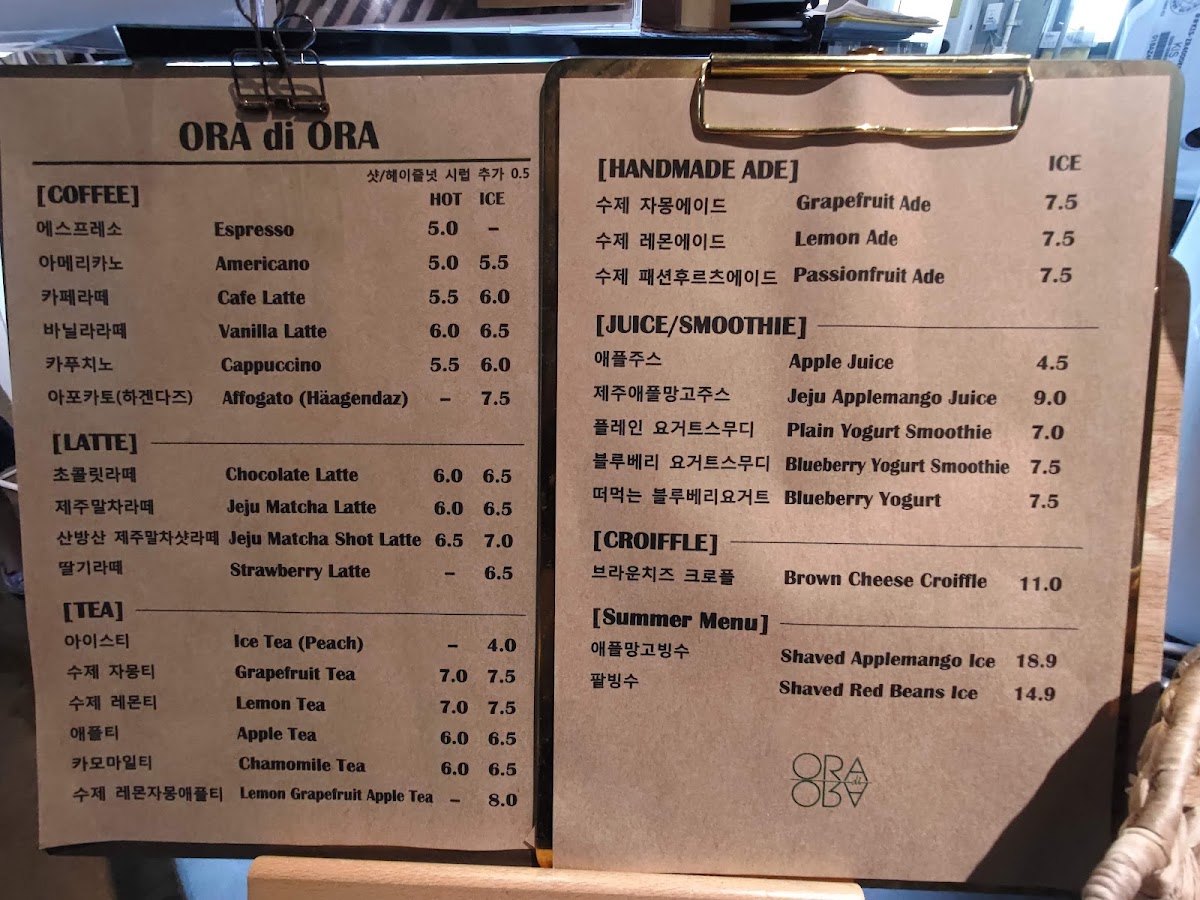 ORA di ORA
샷/헤이즐넛 시럽 추가 0.5
[COFFEE] HOT ICE
에스프레소 Espresso 5.0 –
아메리카노 Americano 5.0 5.5
카페라떼 Cafe Latte 5.5 6.0
바닐라라떼 Vanilla Latte 6.0 6.5
카푸치노 Cappuccino 5.5 6.0
아포카토(하겐다즈) Affogato (Häagendaz) – 7.5
[LATTE]
초콜릿라떼 Chocolate Latte 6.0 6.5
제주말차라떼 Jeju Matcha Latte 6.0 6.5
산방산 제주말차샷라떼 Jeju Matcha Shot Latte 6.5 7.0
딸기라떼 Strawberry Latte – 6.5
[TEA]
아이스티 Ice Tea (Peach) – 4.0
수제 자몽티 Grapefruit Tea 7.0 7.5
수제 레몬티 Lemon Tea 7.0 7.5
애플티 Apple Tea 6.0 6.5
카모마일티 Chamomile Tea 6.0 6.5
수제 레몬자몽애플티 Lemon Grapefruit Apple Tea – 8.0
[HANDMADE ADE] ICE
수제 자몽에이드 Grapefruit Ade 7.5
수제 레몬에이드 Lemon Ade 7.5
수제 패션후르츠에이드 Passionfruit Ade 7.5
[JUICE/SMOOTHIE]
애플주스 Apple Juice 4.5
제주애플망고주스 Jeju Applemango Juice 9.0
플레인 요거트스무디 Plain Yogurt Smoothie 7.0
블루베리 요거트스무디 Blueberry Yogurt Smoothie 7.5
떠먹는 블루베리요거트 Blueberry Yogurt 7.5
[CROIFFLE]
브라운치즈 크로플 Brown Cheese Croiffle 11.0
[Summer Menu]
애플망고빙수 Shaved Applemango Ice 18.9
팥빙수 Shaved Red Beans Ice 14.9
ORA
di
ORA